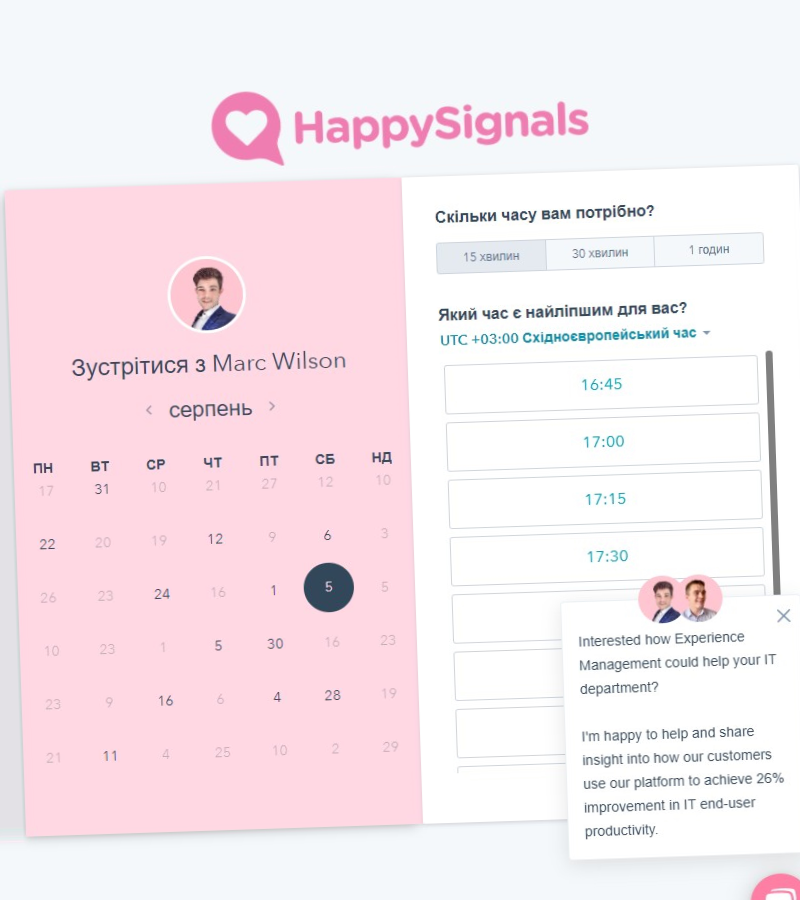 HappySignals
Зустрітися з Marc Wilson
серпень
ПН ВТ СР ЧТ ПТ СБ НД
17 31 10 21 27 12 10
22 20 19 12 9 6 3
26 23 24 16 1 5 5
10 23 1 5 30 16 23
23 9 16 6 4 28 19
21 11 4 25 10 2 29
Скільки часу вам потрібно?
15 хвилин 30 хвилин 1 годин
Який час є найліпшим для вас?
UTC +03:00 Східноєвропейський час
16:45
17:00
17:15
17:30
Interested how Experience
Management could help your IT
department?
I'm happy to help and share
insight into how our customers
use our platform to achieve 26%
improvement in IT end-user
productivity.